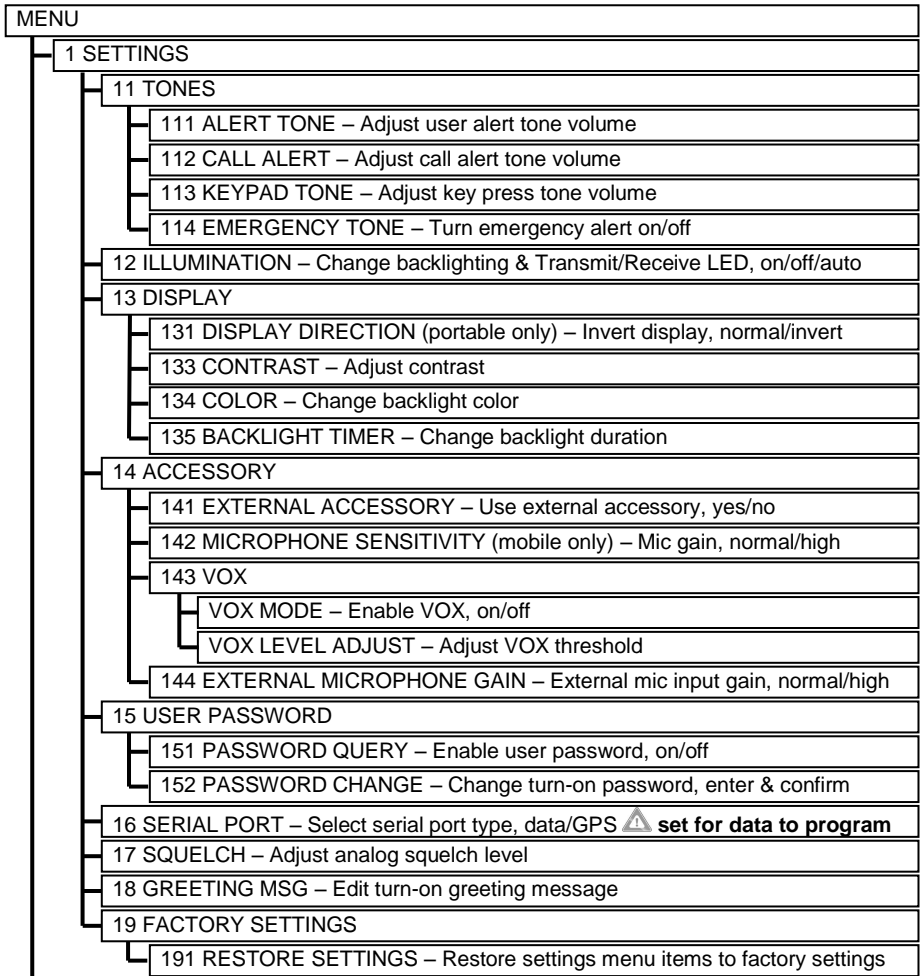 MENU
1 SETTINGS
11 TONES
111 ALERT TONE – Adjust user alert tone volume
112 CALL ALERT – Adjust call alert tone volume
113 KEYPAD TONE – Adjust key press tone volume
114 EMERGENCY TONE – Turn emergency alert on/off
12 ILLUMINATION – Change backlighting & Transmit/Receive LED, on/off/auto
13 DISPLAY
131 DISPLAY DIRECTION (portable only) – Invert display, normal/invert
133 CONTRAST – Adjust contrast
134 COLOR – Change backlight color
135 BACKLIGHT TIMER – Change backlight duration
14 ACCESSORY
141 EXTERNAL ACCESSORY – Use external accessory, yes/no
142 MICROPHONE SENSITIVITY (mobile only) – Mic gain, normal/high
143 VOX
VOX MODE – Enable VOX, on/off
VOX LEVEL ADJUST – Adjust VOX threshold
144 EXTERNAL MICROPHONE GAIN – External mic input gain, normal/high
15 USER PASSWORD
151 PASSWORD QUERY – Enable user password, on/off
152 PASSWORD CHANGE – Change turn-on password, enter & confirm
16 SERIAL PORT – Select serial port type, data/GPS ⚠ set for data to program
17 SQUELCH – Adjust analog squelch level
18 GREETING MSG – Edit turn-on greeting message
19 FACTORY SETTINGS
191 RESTORE SETTINGS – Restore settings menu items to factory settings